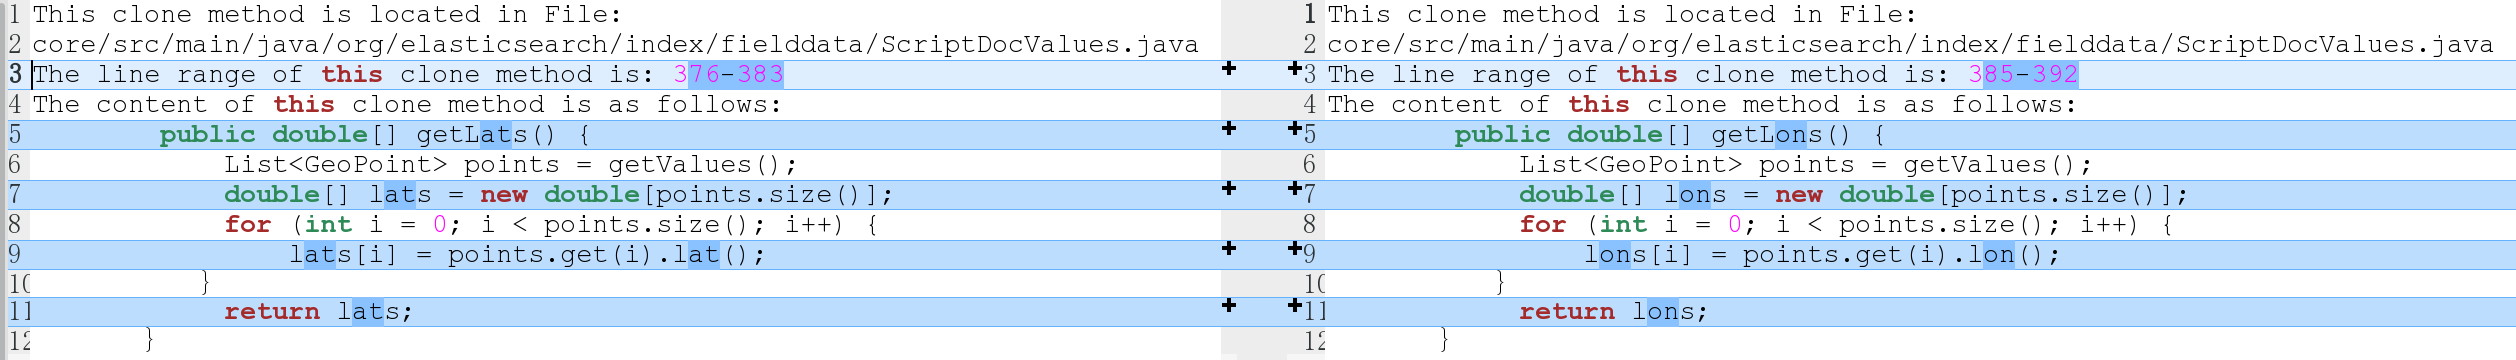 1 This clone method is located in File:
2 core/src/main/java/org/elasticsearch/index/fielddata/ScriptDocValues.java
3 The line range of this clone method is: 376-383
4 The content of this clone method is as follows:
5 public double[] getLats() {
6 List<GeoPoint> points = getValues();
7 double[] lats = new double[points.size()];
8 for (int i = 0; i < points.size(); i++) {
9 lats[i] = points.get(i).lat();
10 }
11 return lats;
12 }
1 This clone method is located in File:
2 core/src/main/java/org/elasticsearch/index/fielddata/ScriptDocValues.java
3 The line range of this clone method is: 385-392
4 The content of this clone method is as follows:
5 public double[] getLons() {
6 List<GeoPoint> points = getValues();
7 double[] lons = new double[points.size()];
8 for (int i = 0; i < points.size(); i++) {
9 lons[i] = points.get(i).lon();
10 }
11 return lons;
12 }